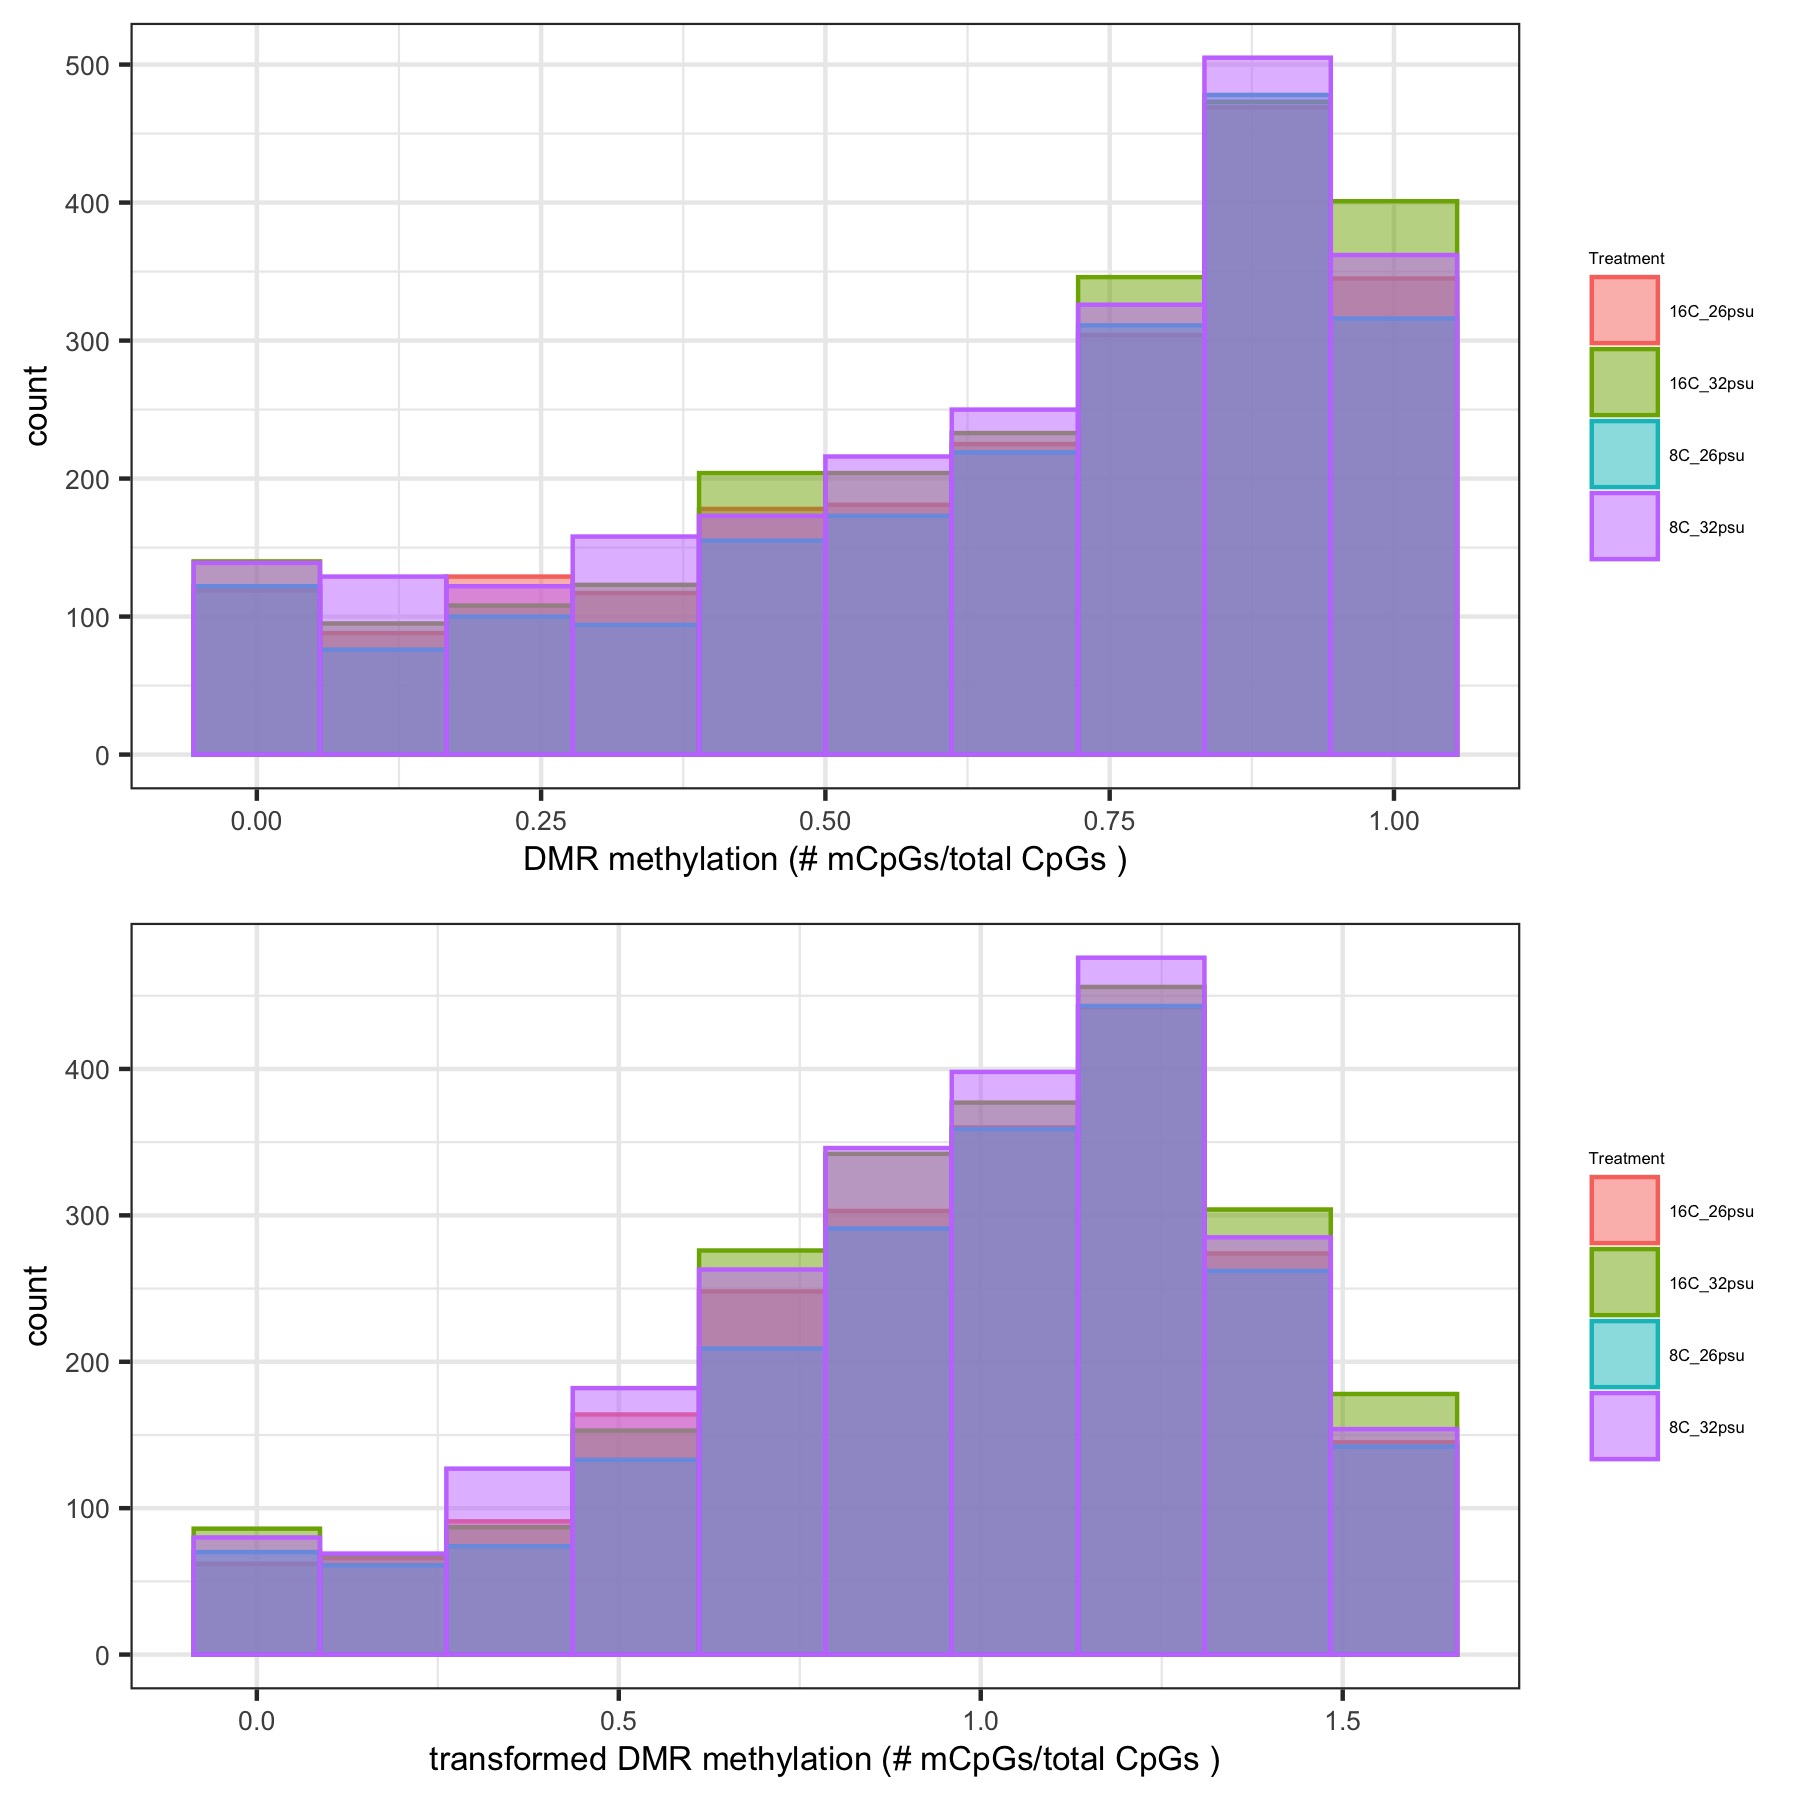 500
400
300
200
100
0
count
0.00 0.25 0.50 0.75 1.00
DMR methylation (# mCpGs/total CpGs )
Treatment
16C_26psu
16C_32psu
8C_26psu
8C_32psu
400
300
200
100
0
count
0.0 0.5 1.0 1.5
transformed DMR methylation (# mCpGs/total CpGs )
Treatment
16C_26psu
16C_32psu
8C_26psu
8C_32psu